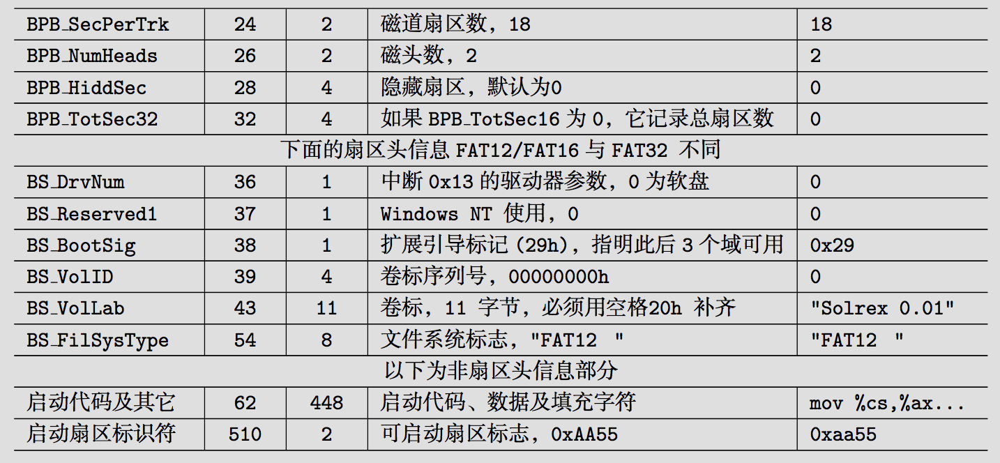 BPB_SecPerTrk 24 2 磁道扇区数，18 18
BPB_NumHeads 26 2 磁头数，2 2
BPB_HiddSec 28 4 隐藏扇区，默认为0 0
BPB_TotSec32 32 4 如果 BPB_TotSec16 为 0，它记录总扇区数 0
下面的扇区头信息 FAT12/FAT16 与 FAT32 不同
BS_DrvNum 36 1 中断 0x13 的驱动器参数，0 为软盘 0
BS_Reserved1 37 1 Windows NT 使用，0 0
BS_BootSig 38 1 扩展引导标记 (29h)，指明此后 3 个域可用 0x29
BS_VolID 39 4 卷标序列号，00000000h 0
BS_VolLab 43 11 卷标，11 字节，必须用空格20h 补齐 "Solrex 0.01"
BS_FilSysType 54 8 文件系统标志，"FAT12 " "FAT12 "
以下为非扇区头信息部分
启动代码及其它 62 448 启动代码、数据及填充字符 mov %cs,%ax...
启动扇区标识符 510 2 可启动扇区标志，0xAA55 0xaa55